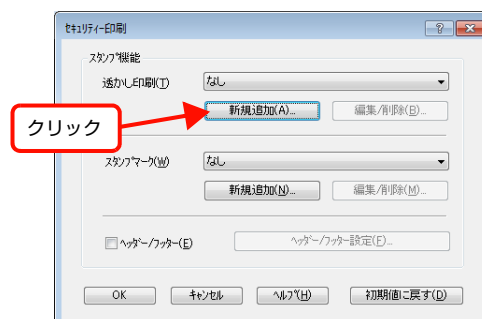 ｾｷｭﾘﾃｨｰ印刷
ｽﾀﾝﾌﾟ機能
透かし印刷(T) なし
新規追加(A)... 編集/削除(B)...
クリック
ｽﾀﾝﾌﾟﾏｰｸ(W) なし
新規追加(N)... 編集/削除(M)...
ﾍｯﾀﾞｰ/ﾌｯﾀｰ(E) ﾍｯﾀﾞｰ/ﾌｯﾀｰ設定(F)...
OK ｷｬﾝｾﾙ ﾍﾙﾌﾟ(H) 初期値に戻す(D)